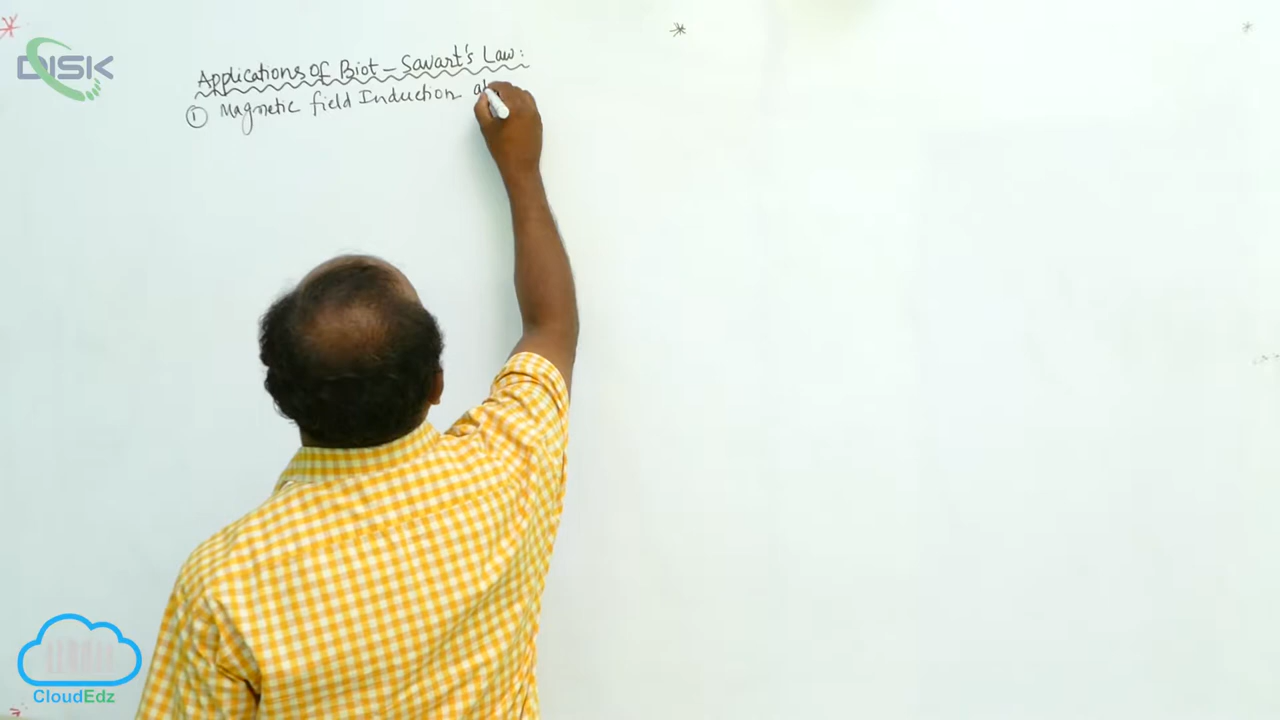 DISK
Applications Of Biot - Savart's Law:
① Magnetic field Induction
CloudEdz